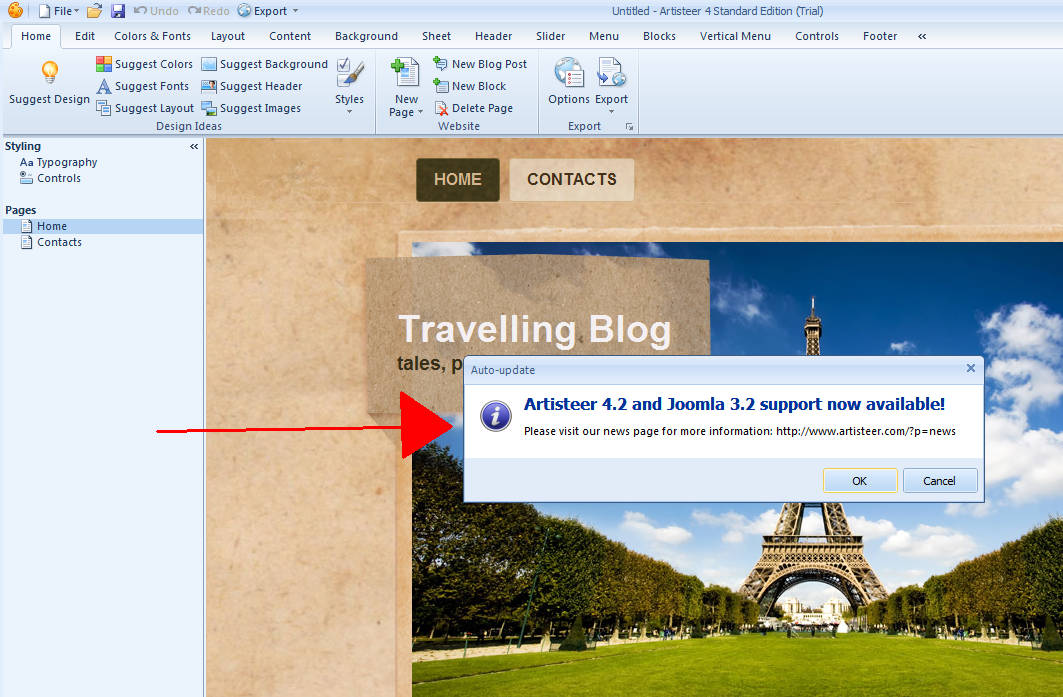 File Undo Redo Export Untitled - Artisteer 4 Standard Edition (Trial)
Home Edit Colors & Fonts Layout Content Background Sheet Header Slider Menu Blocks Vertical Menu Controls Footer «
Suggest Colors Suggest Background New Blog Post
Suggest Fonts Suggest Header New Block
Suggest Design Styles New Page Options Export
Suggest Layout Suggest Images Delete Page
Design Ideas Website Export
Styling «
Aa Typography
Controls
Pages
Home
Contacts
HOME CONTACTS
Travelling Blog
tales, p
Auto-update
Artisteer 4.2 and Joomla 3.2 support now available!
Please visit our news page for more information: http://www.artisteer.com/?p=news
OK Cancel